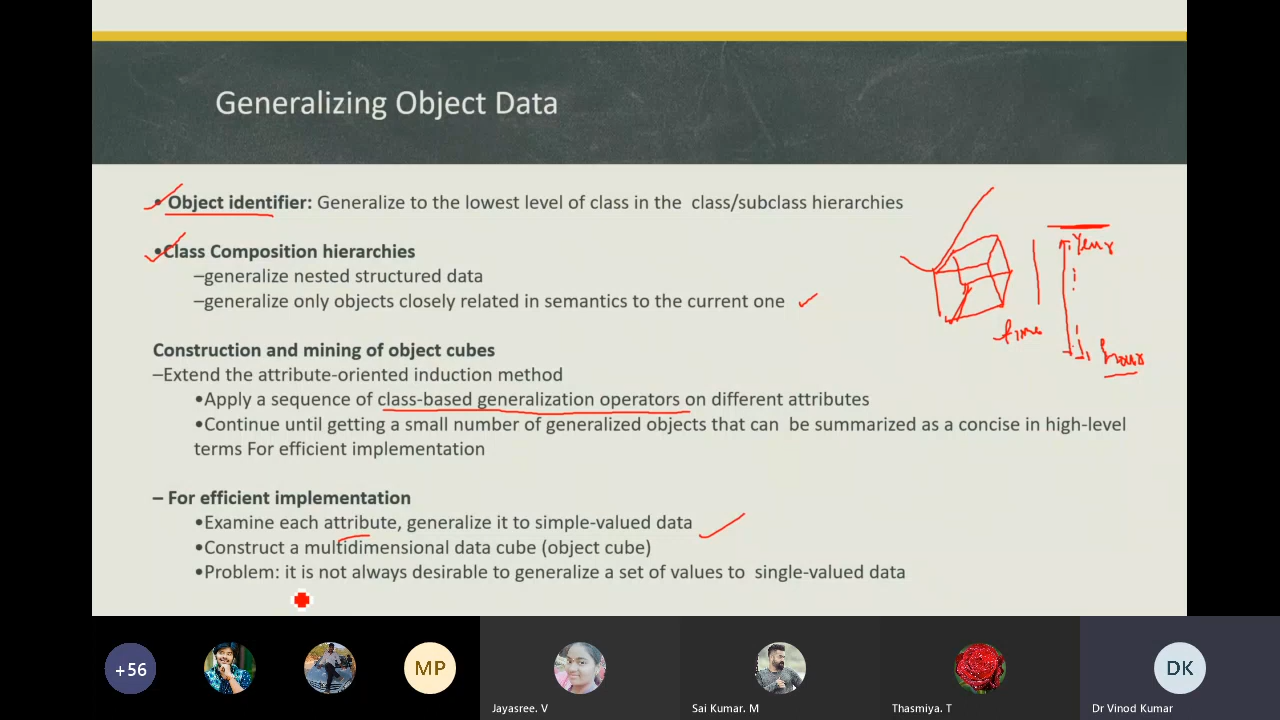 Generalizing Object Data
• Object identifier: Generalize to the lowest level of class in the class/subclass hierarchies
•Class Composition hierarchies
–generalize nested structured data
–generalize only objects closely related in semantics to the current one
Year
time
hour
Construction and mining of object cubes
–Extend the attribute-oriented induction method
•Apply a sequence of class-based generalization operators on different attributes
•Continue until getting a small number of generalized objects that can be summarized as a concise in high-level
terms For efficient implementation
– For efficient implementation
•Examine each attribute, generalize it to simple-valued data
•Construct a multidimensional data cube (object cube)
•Problem: it is not always desirable to generalize a set of values to single-valued data
+56
MP
DK
Jayasree. V
Sai Kumar. M
Thasmiya. T
Dr Vinod Kumar